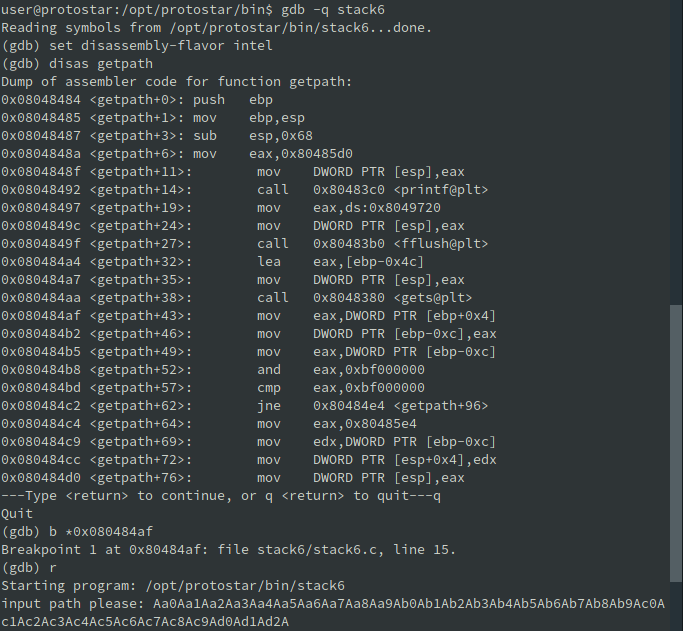 user@protostar:/opt/protostar/bin$ gdb -q stack6
Reading symbols from /opt/protostar/bin/stack6...done.
(gdb) set disassembly-flavor intel
(gdb) disas getpath
Dump of assembler code for function getpath:
0x08048484 <getpath+0>: push   ebp
0x08048485 <getpath+1>: mov    ebp,esp
0x08048487 <getpath+3>: sub    esp,0x68
0x0804848a <getpath+6>: mov    eax,0x80485d0
0x0804848f <getpath+11>:        mov    DWORD PTR [esp],eax
0x08048492 <getpath+14>:        call   0x80483c0 <printf@plt>
0x08048497 <getpath+19>:        mov    eax,ds:0x8049720
0x0804849c <getpath+24>:        mov    DWORD PTR [esp],eax
0x0804849f <getpath+27>:        call   0x80483b0 <fflush@plt>
0x080484a4 <getpath+32>:        lea    eax,[ebp-0x4c]
0x080484a7 <getpath+35>:        mov    DWORD PTR [esp],eax
0x080484aa <getpath+38>:        call   0x8048380 <gets@plt>
0x080484af <getpath+43>:        mov    eax,DWORD PTR [ebp+0x4]
0x080484b2 <getpath+46>:        mov    DWORD PTR [ebp-0xc],eax
0x080484b5 <getpath+49>:        mov    eax,DWORD PTR [ebp-0xc]
0x080484b8 <getpath+52>:        and    eax,0xbf000000
0x080484bd <getpath+57>:        cmp    eax,0xbf000000
0x080484c2 <getpath+62>:        jne    0x80484e4 <getpath+96>
0x080484c4 <getpath+64>:        mov    eax,0x80485e4
0x080484c9 <getpath+69>:        mov    edx,DWORD PTR [ebp-0xc]
0x080484cc <getpath+72>:        mov    DWORD PTR [esp+0x4],edx
0x080484d0 <getpath+76>:        mov    DWORD PTR [esp],eax
---Type <return> to continue, or q <return> to quit---q
Quit
(gdb) b *0x080484af
Breakpoint 1 at 0x80484af: file stack6/stack6.c, line 15.
(gdb) r
Starting program: /opt/protostar/bin/stack6
input path please: Aa0Aa1Aa2Aa3Aa4Aa5Aa6Aa7Aa8Aa9Ab0Ab1Ab2Ab3Ab4Ab5Ab6Ab7Ab8Ab9Ac0A
c1Ac2Ac3Ac4Ac5Ac6Ac7Ac8Ac9Ad0Ad1Ad2A